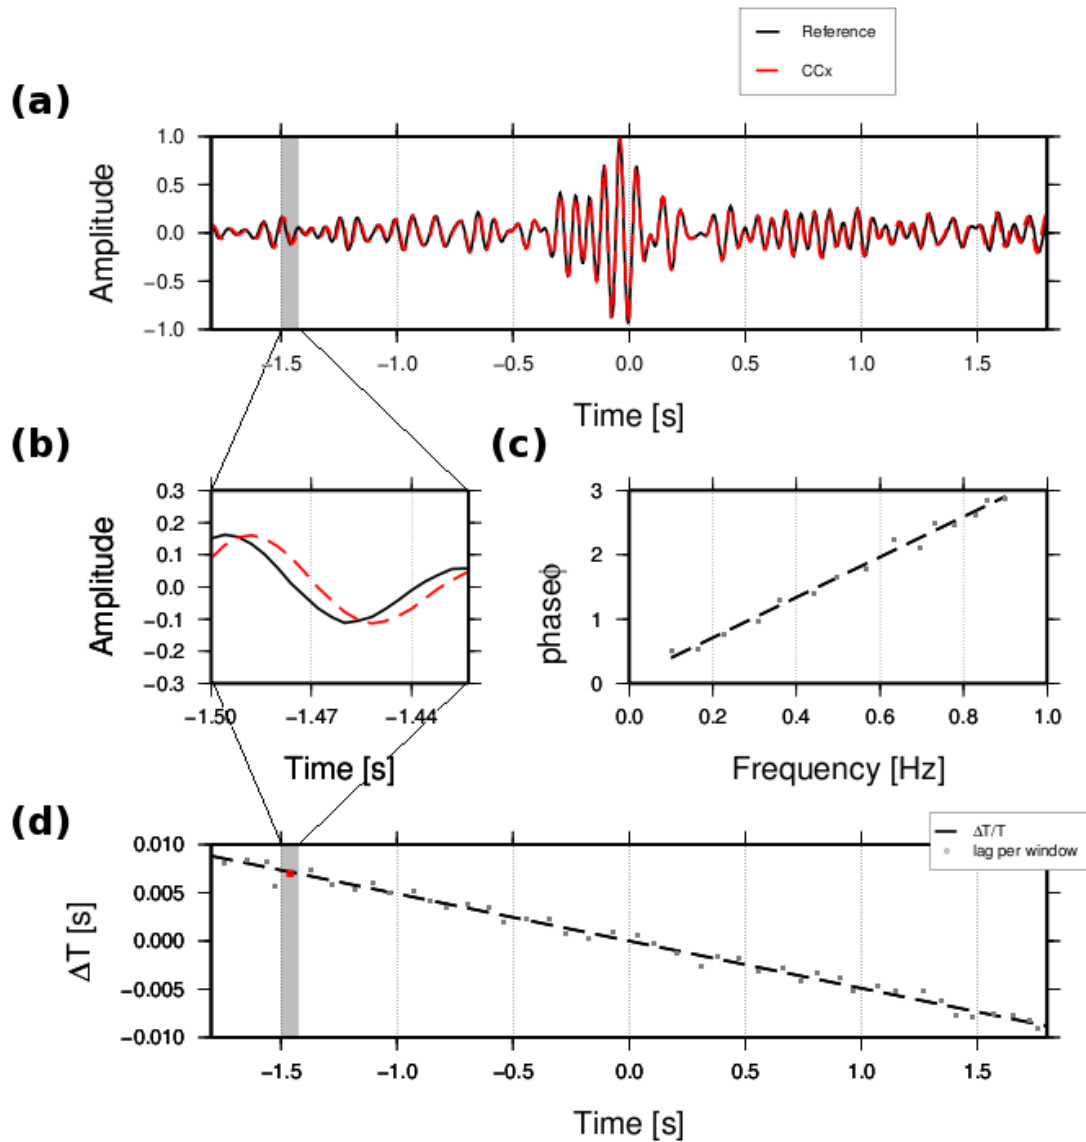 Reference
CCx
(a)
Amplitude
1.0
0.5
0.0
−0.5
−1.0
−1.5 −1.0 −0.5 0.0 0.5 1.0 1.5
Time [s]
(b)
Amplitude
0.3
0.2
0.1
0.0
−0.1
−0.2
−0.3
−1.50 −1.47 −1.44
Time [s]
(c)
phaseϕ
3
2
1
0
0.0 0.2 0.4 0.6 0.8 1.0
Frequency [Hz]
(d)
ΔT/T
lag per window
ΔT [s]
0.010
0.005
0.000
−0.005
−0.010
−1.5 −1.0 −0.5 0.0 0.5 1.0 1.5
Time [s]